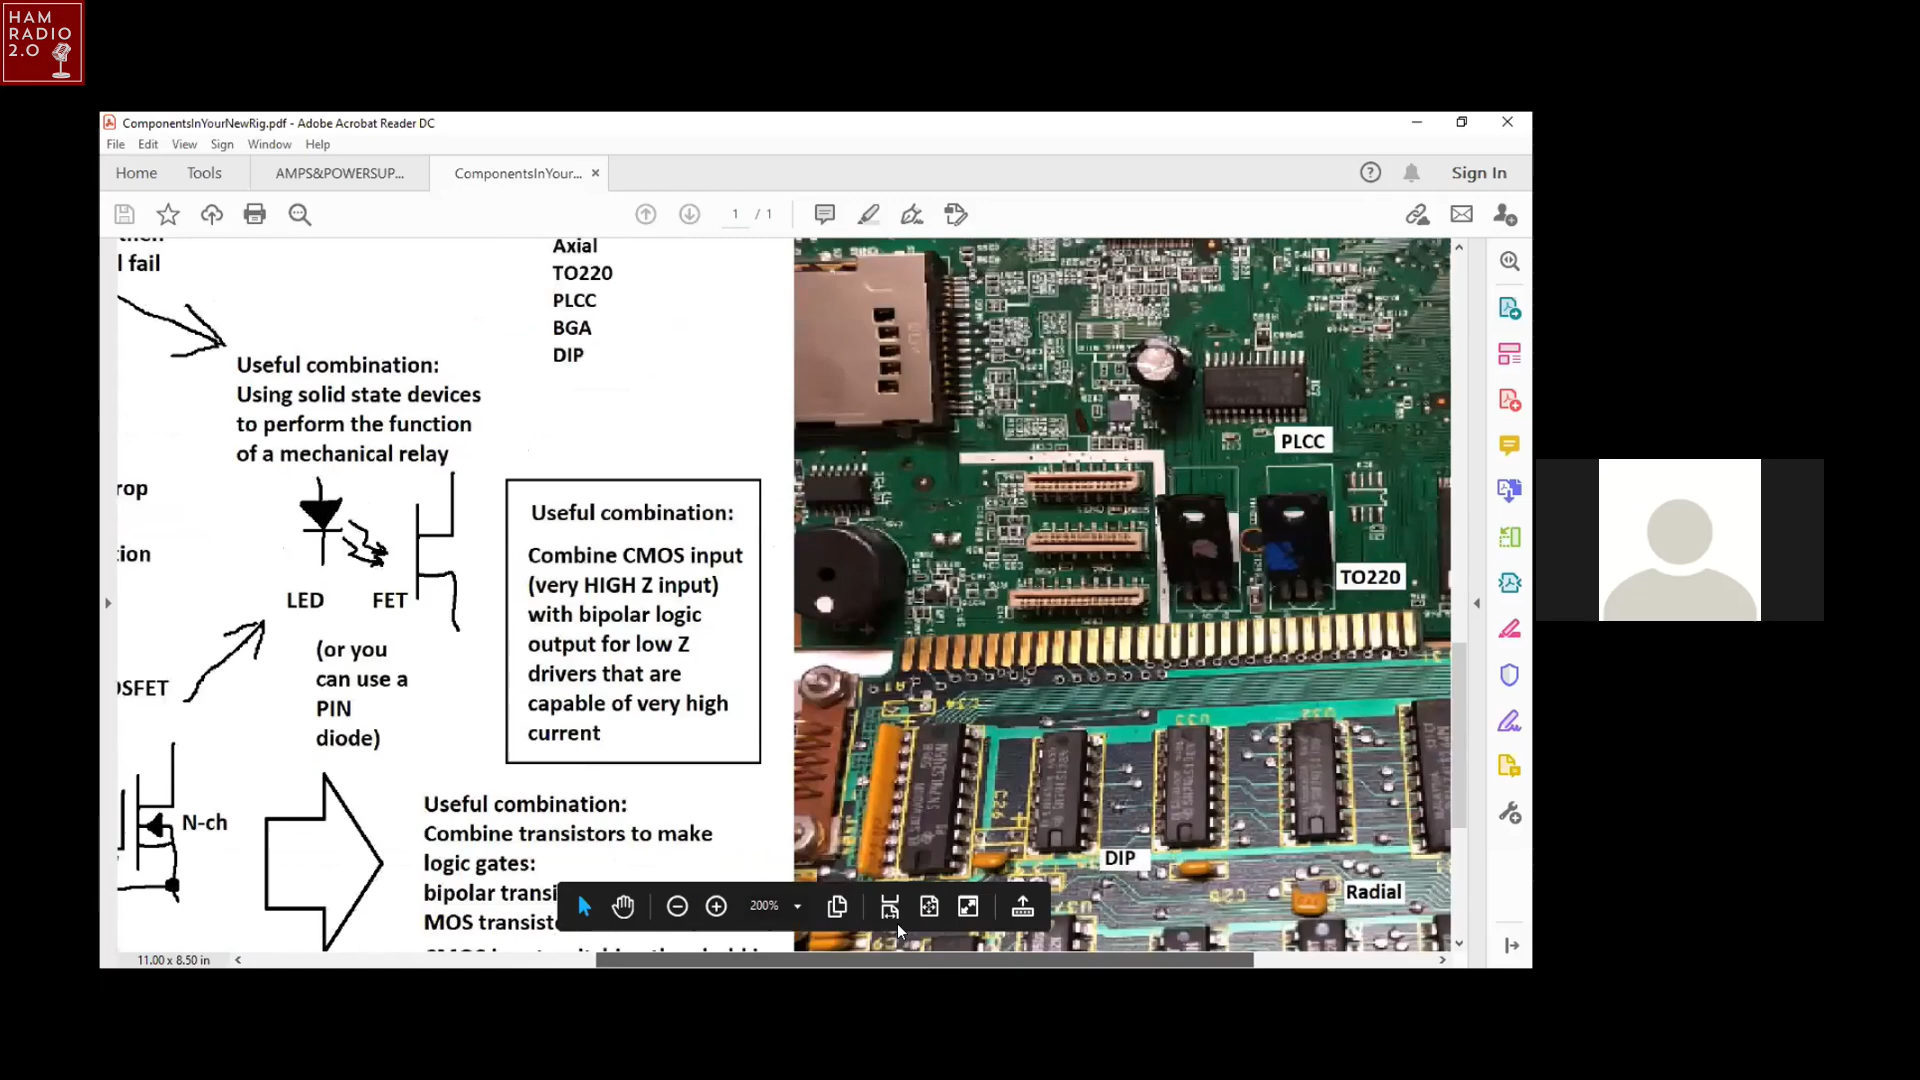 HAM
RADIO
2.0
ComponentsInYourNewRig.pdf - Adobe Acrobat Reader DC
File Edit View Sign Window Help
Home Tools AMPS&POWERSUP... ComponentsInYour... × Sign In
1 / 1
l fail
Axial
TO220
PLCC
BGA
DIP
Useful combination:
Using solid state devices
to perform the function
of a mechanical relay
rop
tion
LED FET
(or you
can use a
PIN
diode)
OSFET
N-ch
Useful combination:
Combine CMOS input
(very HIGH Z input)
with bipolar logic
output for low Z
drivers that are
capable of very high
current
Useful combination:
Combine transistors to make
logic gates:
bipolar transi
MOS transist
PLCC
TO220
DIP
Radial
200%
11.00 x 8.50 in